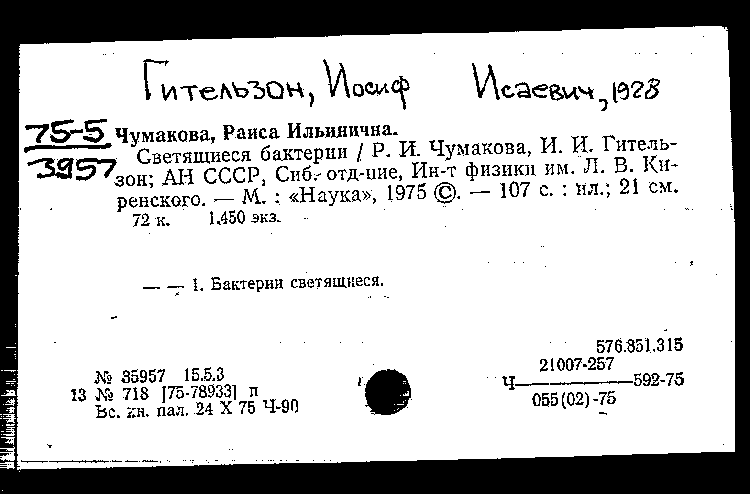 Гительзон, Иосиф Исаевич, 1928
75-5
3957
Чумакова, Раиса Ильинична.
Светящиеся бактерии / Р. И. Чумакова, И. И. Гитель-
зон; АН СССР, Сиб. отд-ние, Ин-т физики им. Л. В. Ки-
ренского. — М. : «Наука», 1975 ©. — 107 с. : ил.; 21 см.
72 к. 1.450 экз.
— — 1. Бактерии светящиеся.
576.851.315
№ 35957 15.5.3
21007-257
13 № 718 [75-78933] п
Ч————592-75
Вс. кн. пал. 24 X 75 Ч-90
055(02)-75